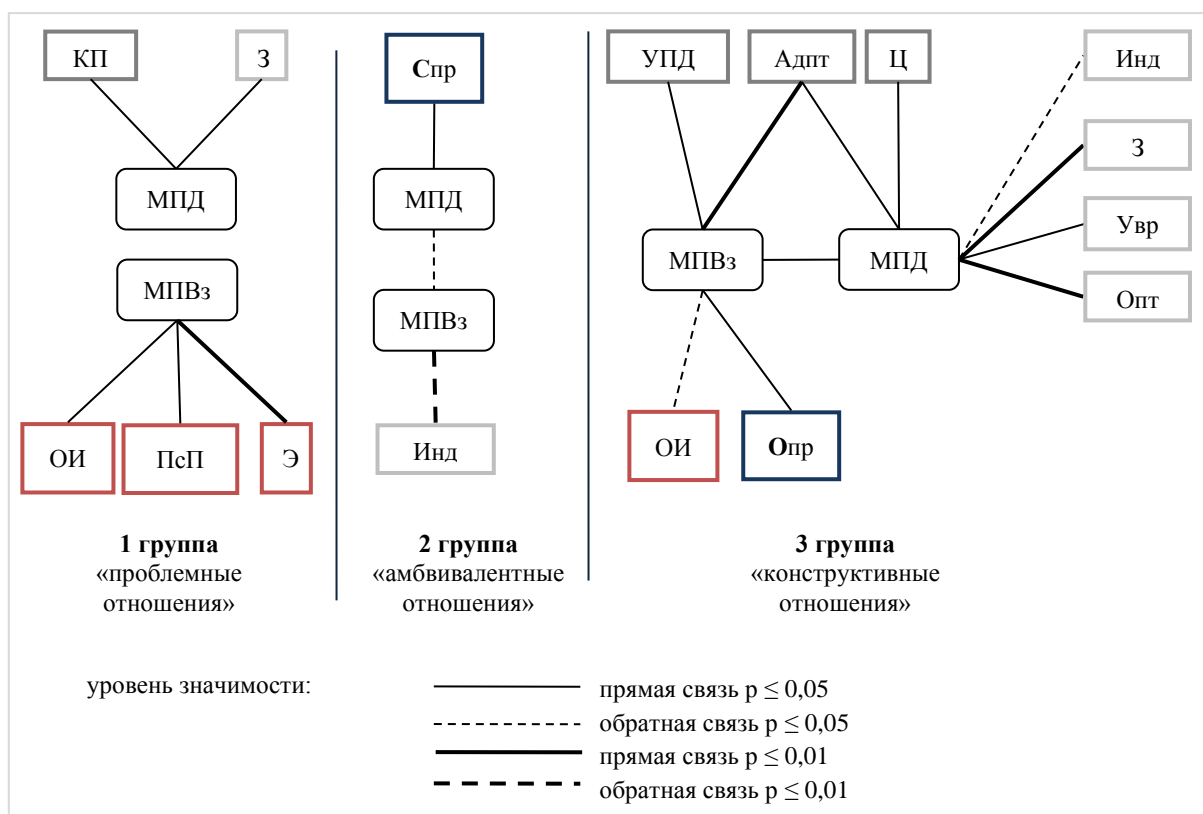 КП
З
МПД
МПВз
ОИ
ПсП
Э
1 группа
«проблемные
отношения»
Спр
МПД
МПВз
Инд
2 группа
«амбвивалентные
отношения»
УПД
Адпт
Ц
Инд
З
Увр
Опт
МПВз
МПД
ОИ
Опр
3 группа
«конструктивные
отношения»
уровень значимости:
прямая связь p ≤ 0,05
обратная связь p ≤ 0,05
прямая связь p ≤ 0,01
обратная связь p ≤ 0,01